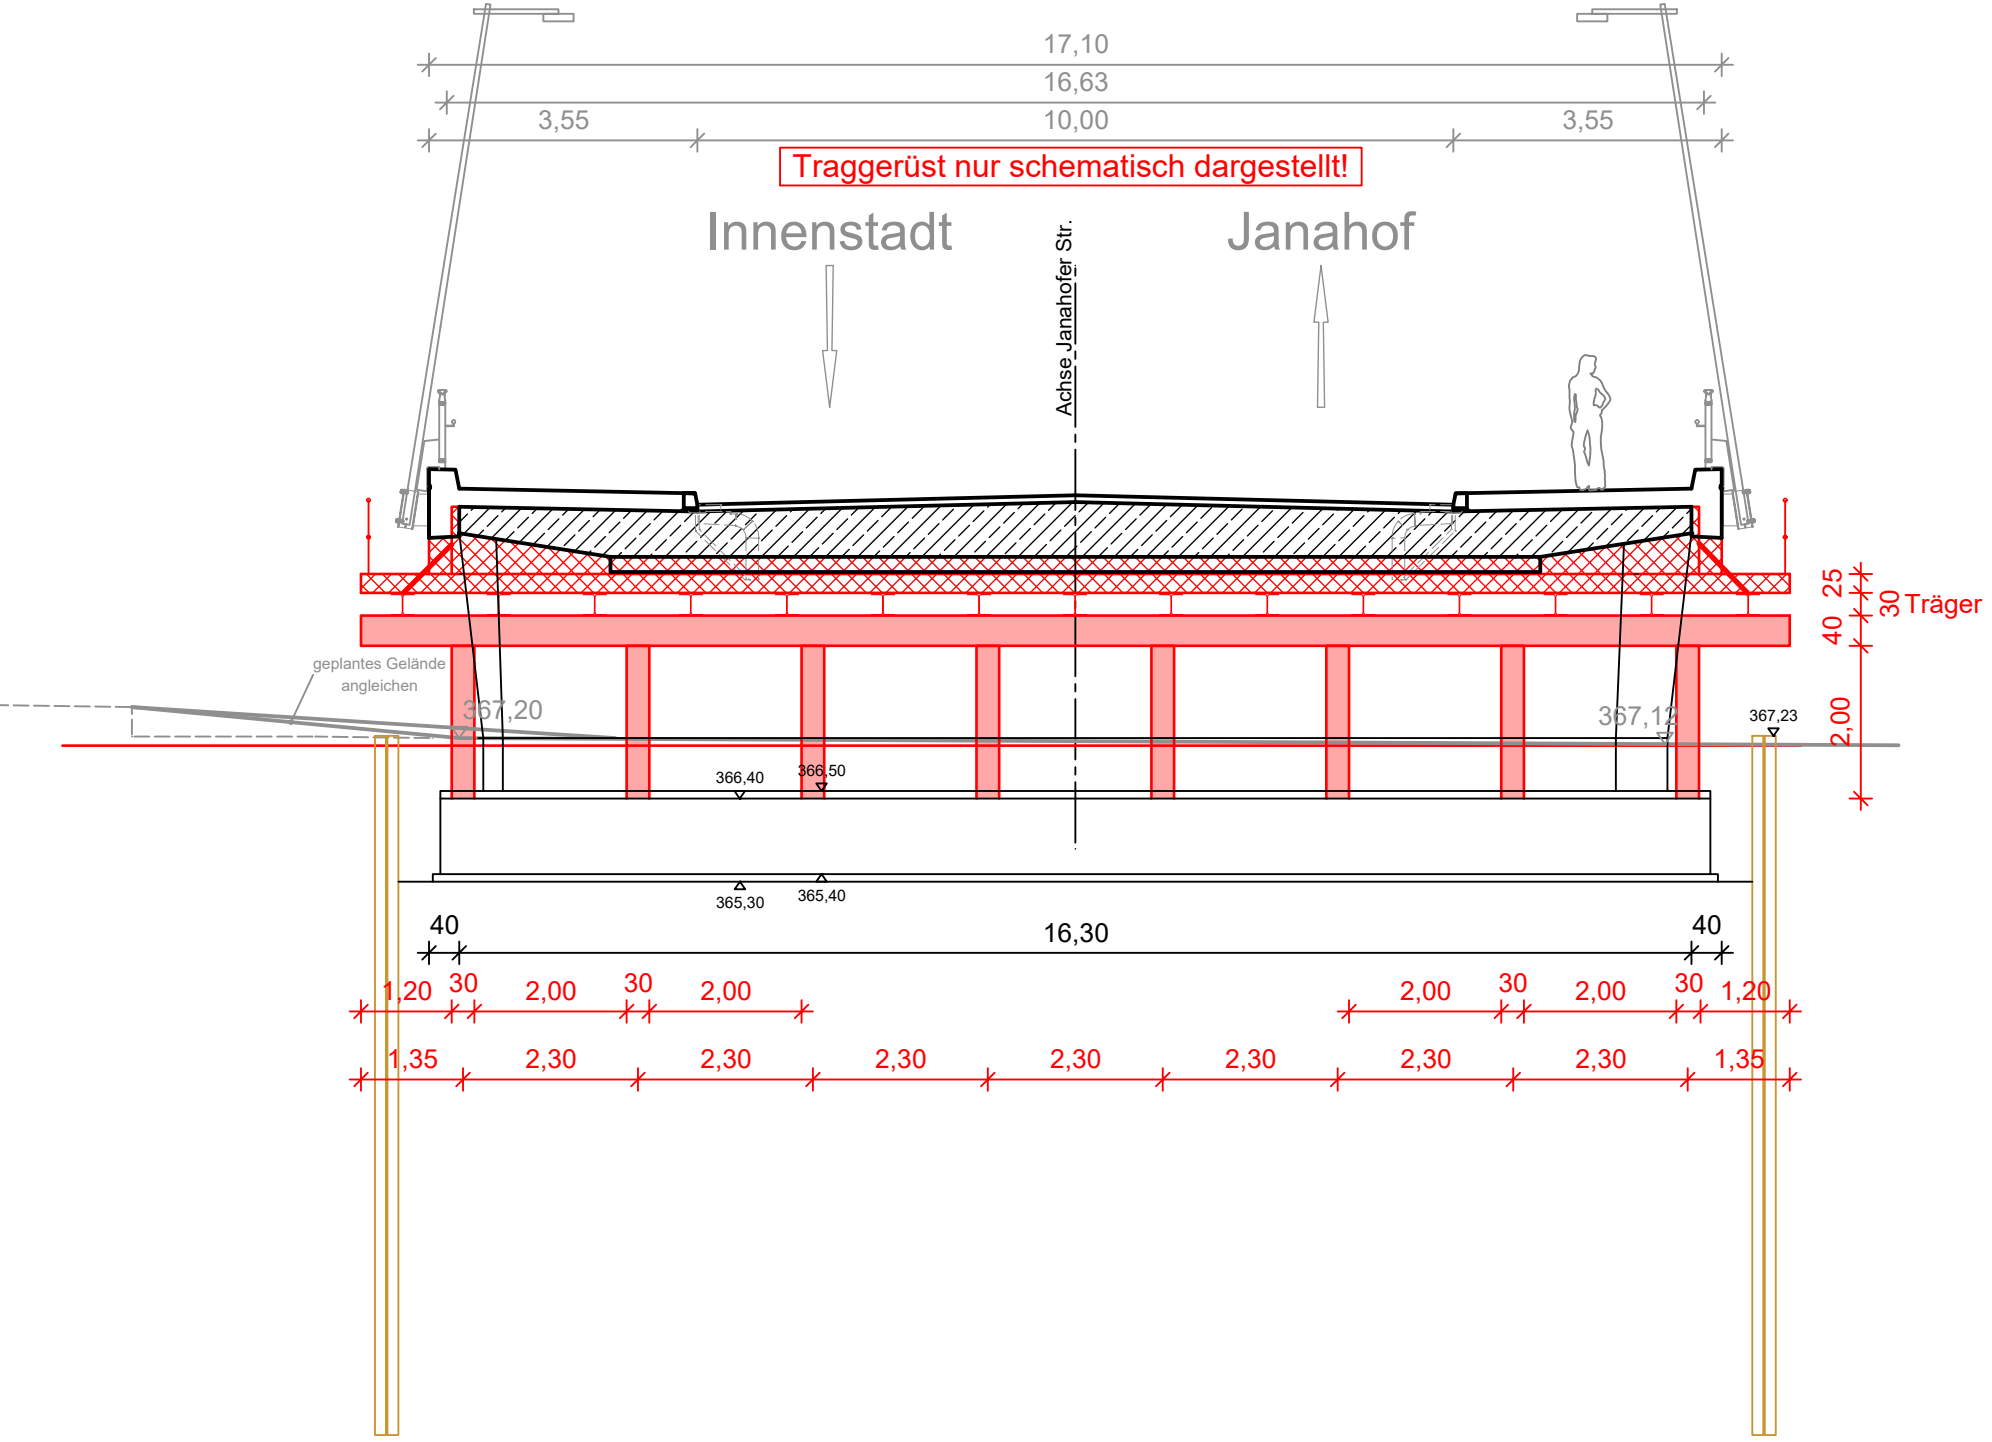 17,10
16,63
3,55 10,00 3,55
Traggerüst nur schematisch dargestellt!
Innenstadt Janahof
Achse Janahofer Str.
25
30 Träger
40
geplantes Gelände
angleichen
367,20 367,12 367,23
2,00
366,40 366,50
365,30 365,40
40 16,30 40
1,20 30 2,00 30 2,00 2,00 30 2,00 30 1,20
1,35 2,30 2,30 2,30 2,30 2,30 2,30 2,30 1,35